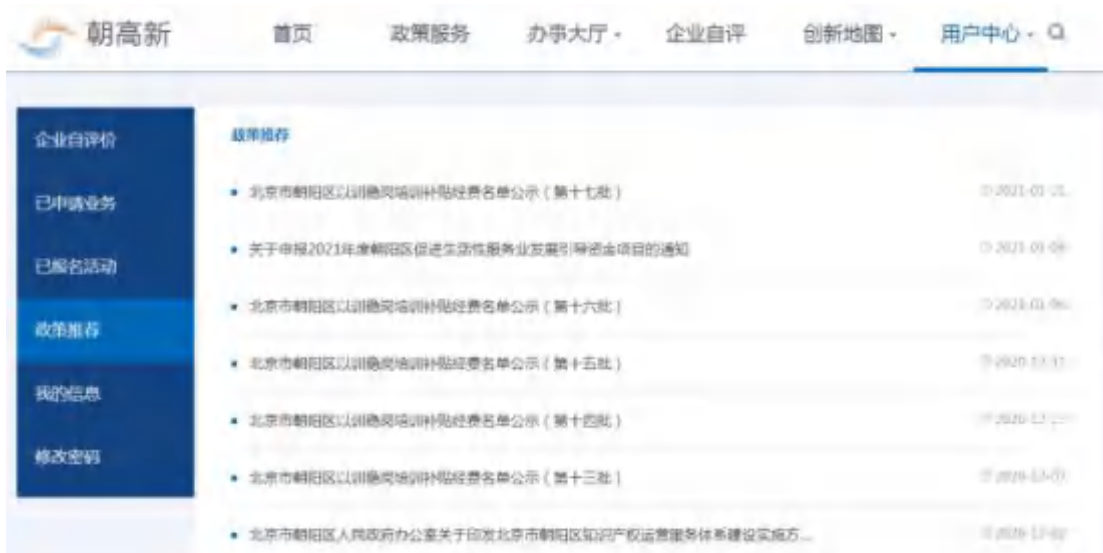 朝高新
首页 政策服务 办事大厅 企业自评 创新地图 用户中心
企业自评价
已申请业务
已报名活动
政策推荐
我的信息
修改密码
政策推荐
北京市朝阳区以训稳岗培训补贴经费名单公示（第十七批）
关于申报2021年度朝阳区促进生活性服务业发展引导资金项目的通知
北京市朝阳区以训稳岗培训补贴经费名单公示（第十六批）
北京市朝阳区以训稳岗培训补贴经费名单公示（第十五批）
北京市朝阳区以训稳岗培训补贴经费名单公示（第十四批）
北京市朝阳区以训稳岗培训补贴经费名单公示（第十三批）
北京市朝阳区人民政府办公室关于印发北京市朝阳区知识产权运营服务体系建设实施方...